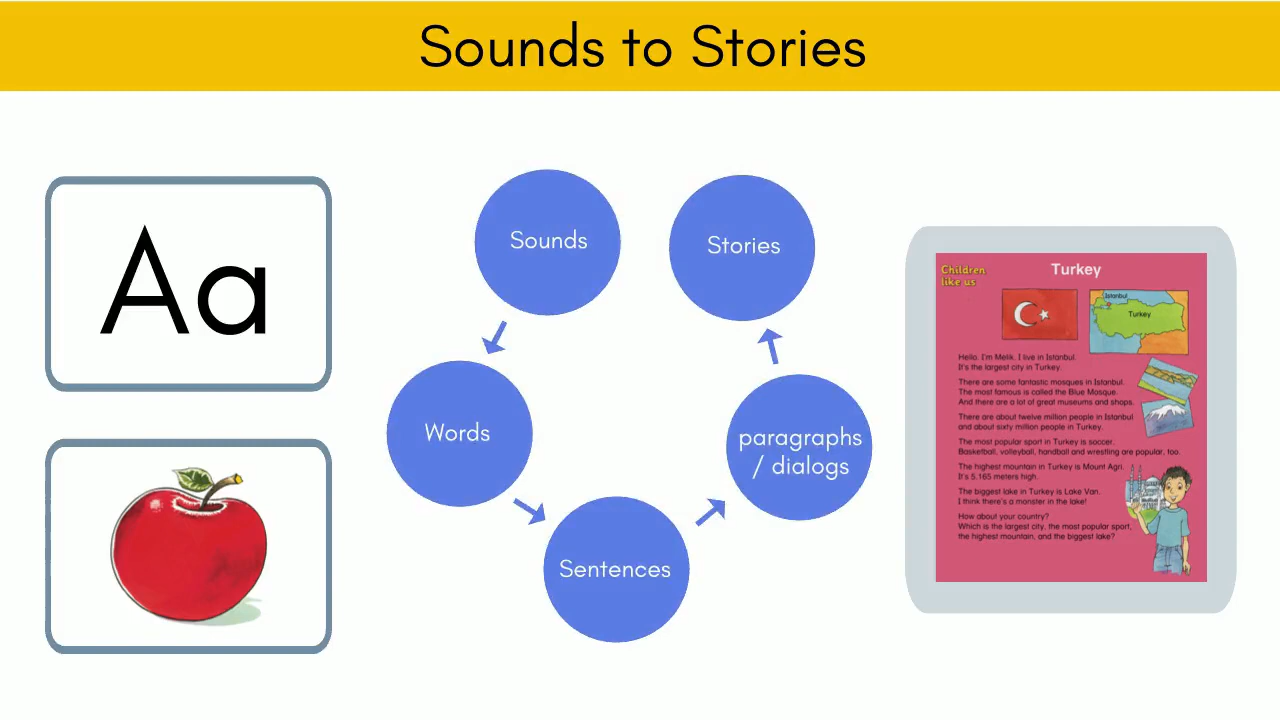 Sounds to Stories
Aa
Sounds
Words
Sentences
paragraphs
/ dialogs
Stories
Children
like us
Turkey
Istanbul
Turkey
Hello. I'm Melik. I live in Istanbul.
It's the largest city in Turkey.
There are some fantastic mosques in Istanbul.
The most famous is called the Blue Mosque.
And there are a lot of great museums and shops.
There are about twelve million people in Istanbul
and about sixty million people in Turkey.
The most popular sport in Turkey is soccer.
Basketball, volleyball, handball and wrestling are popular, too.
The highest mountain in Turkey is Mount Agri.
It's 5,165 meters high.
The biggest lake in Turkey is Lake Van.
I think there's a monster in the lake!
How about your country?
Which is the largest city, the most popular sport,
the highest mountain, and the biggest lake?